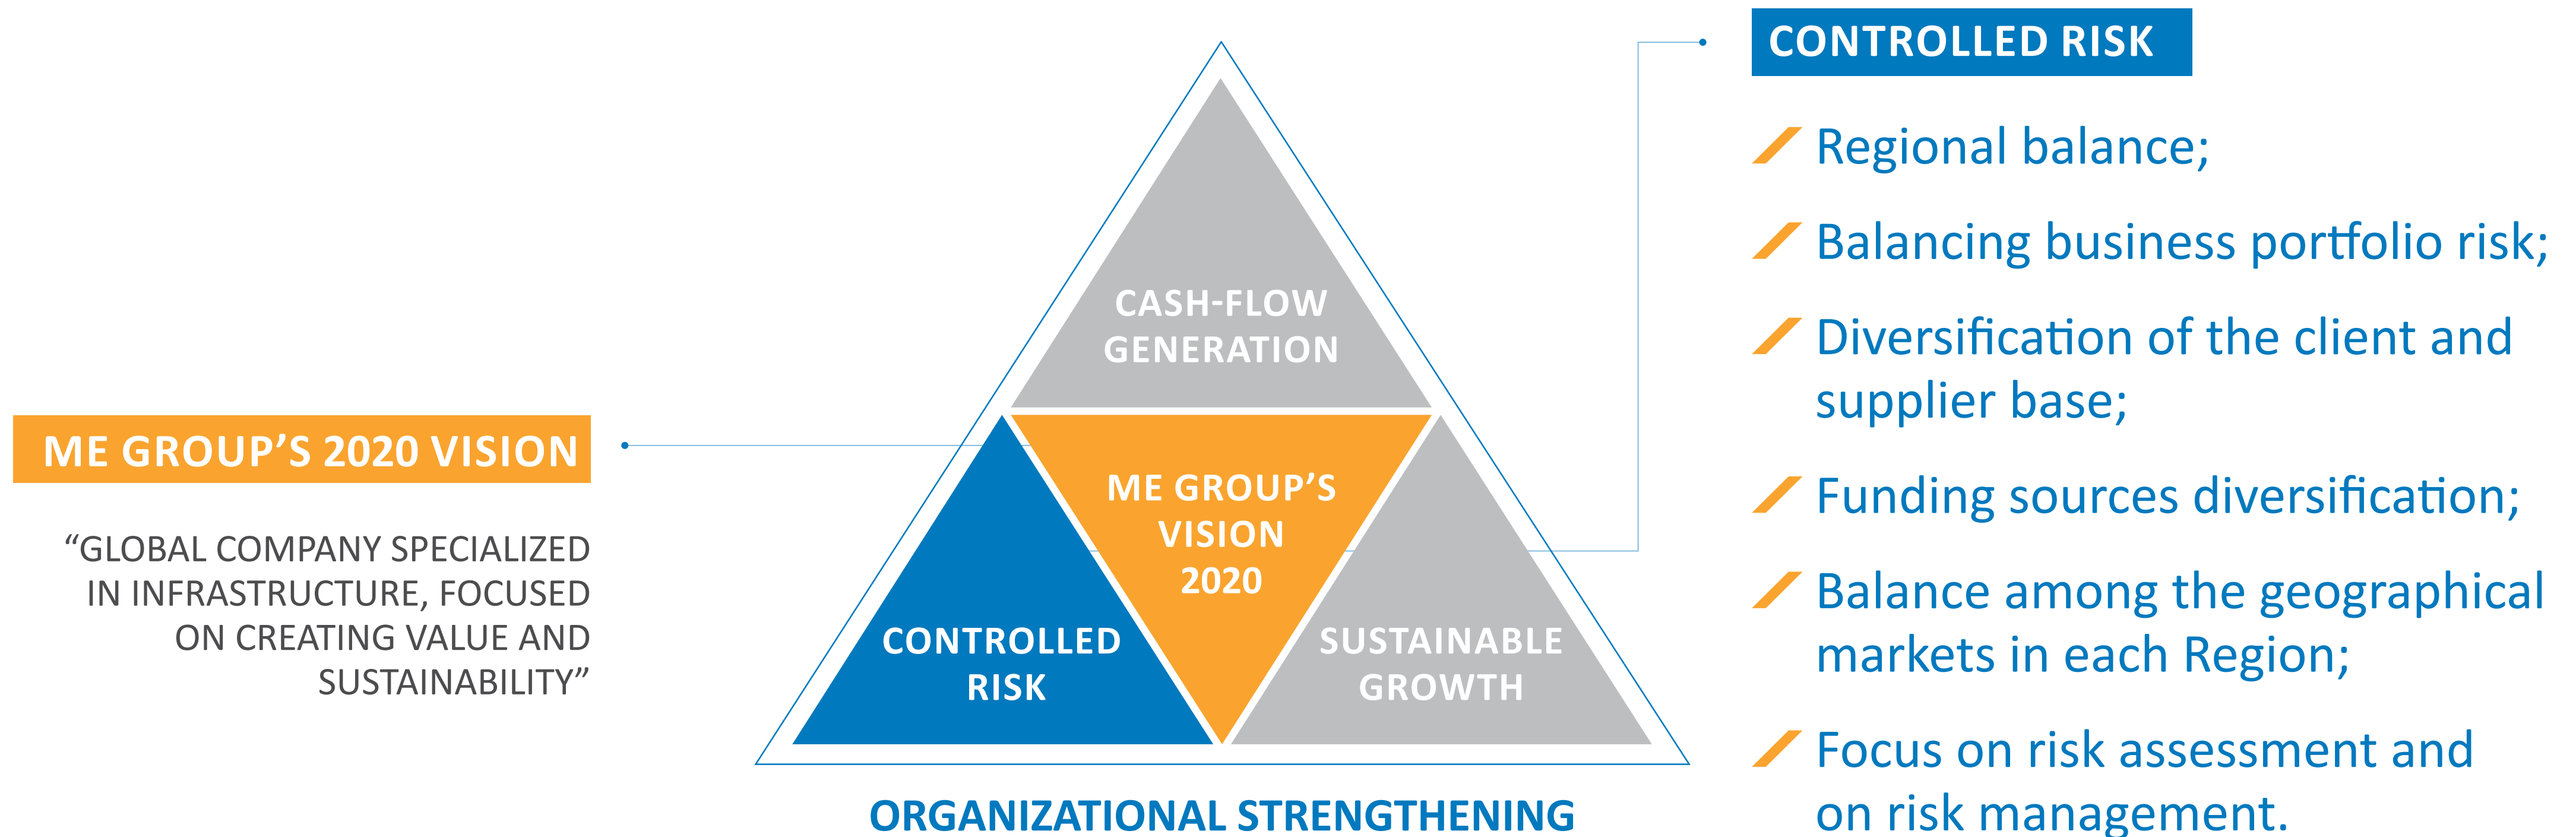 ME GROUP’S 2020 VISION
“GLOBAL COMPANY SPECIALIZED
IN INFRASTRUCTURE, FOCUSED
ON CREATING VALUE AND
SUSTAINABILITY”
CASH-FLOW
GENERATION
ME GROUP’S
VISION
2020
CONTROLLED
RISK
SUSTAINABLE
GROWTH
ORGANIZATIONAL STRENGTHENING
CONTROLLED RISK
Regional balance;
Balancing business portfolio risk;
Diversification of the client and
supplier base;
Funding sources diversification;
Balance among the geographical
markets in each Region;
Focus on risk assessment and
on risk management.